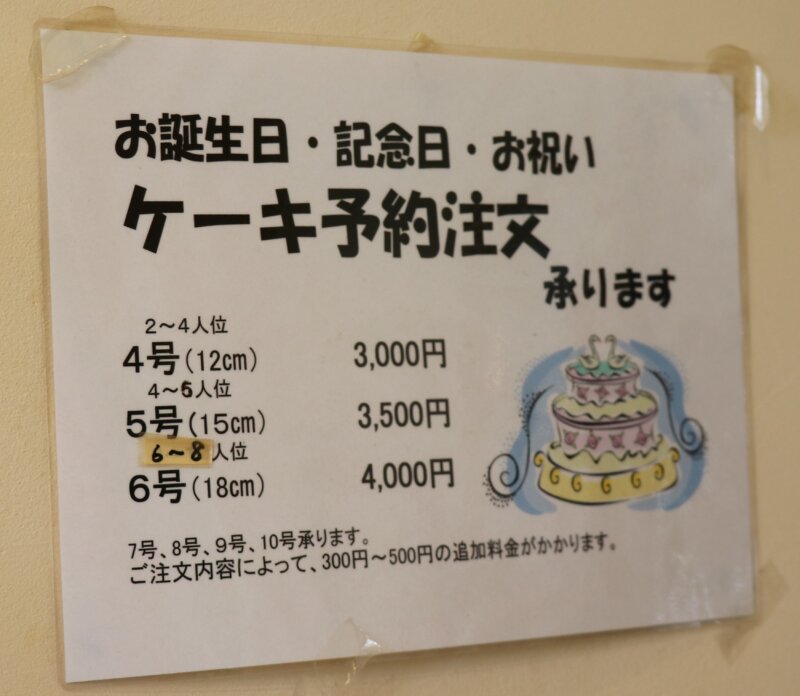 お誕生日・記念日・お祝い
ケーキ予約注文
承ります
2～4人位
4号(12cm) 3,000円
4～6人位
5号(15cm) 3,500円
6～8人位
6号(18cm) 4,000円
7号、8号、9号、10号承ります。
ご注文内容によって、300円～500円の追加料金がかかります。